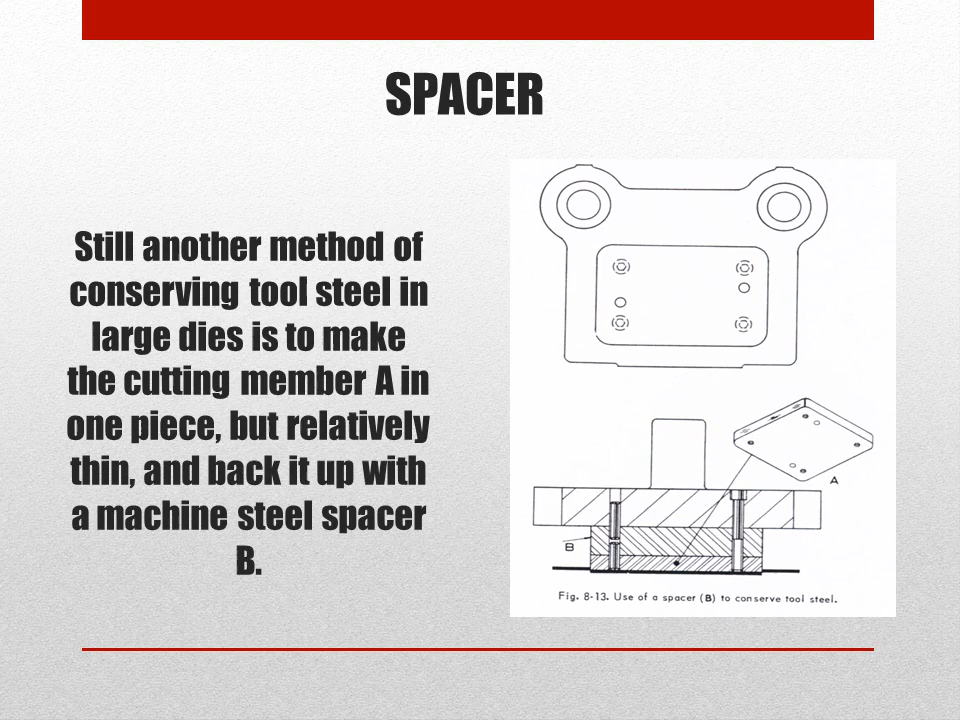 SPACER
Still another method of
conserving tool steel in
large dies is to make
the cutting member A in
one piece, but relatively
thin, and back it up with
a machine steel spacer
B.
A
B
Fig. 8-13. Use of a spacer (B) to conserve tool steel.